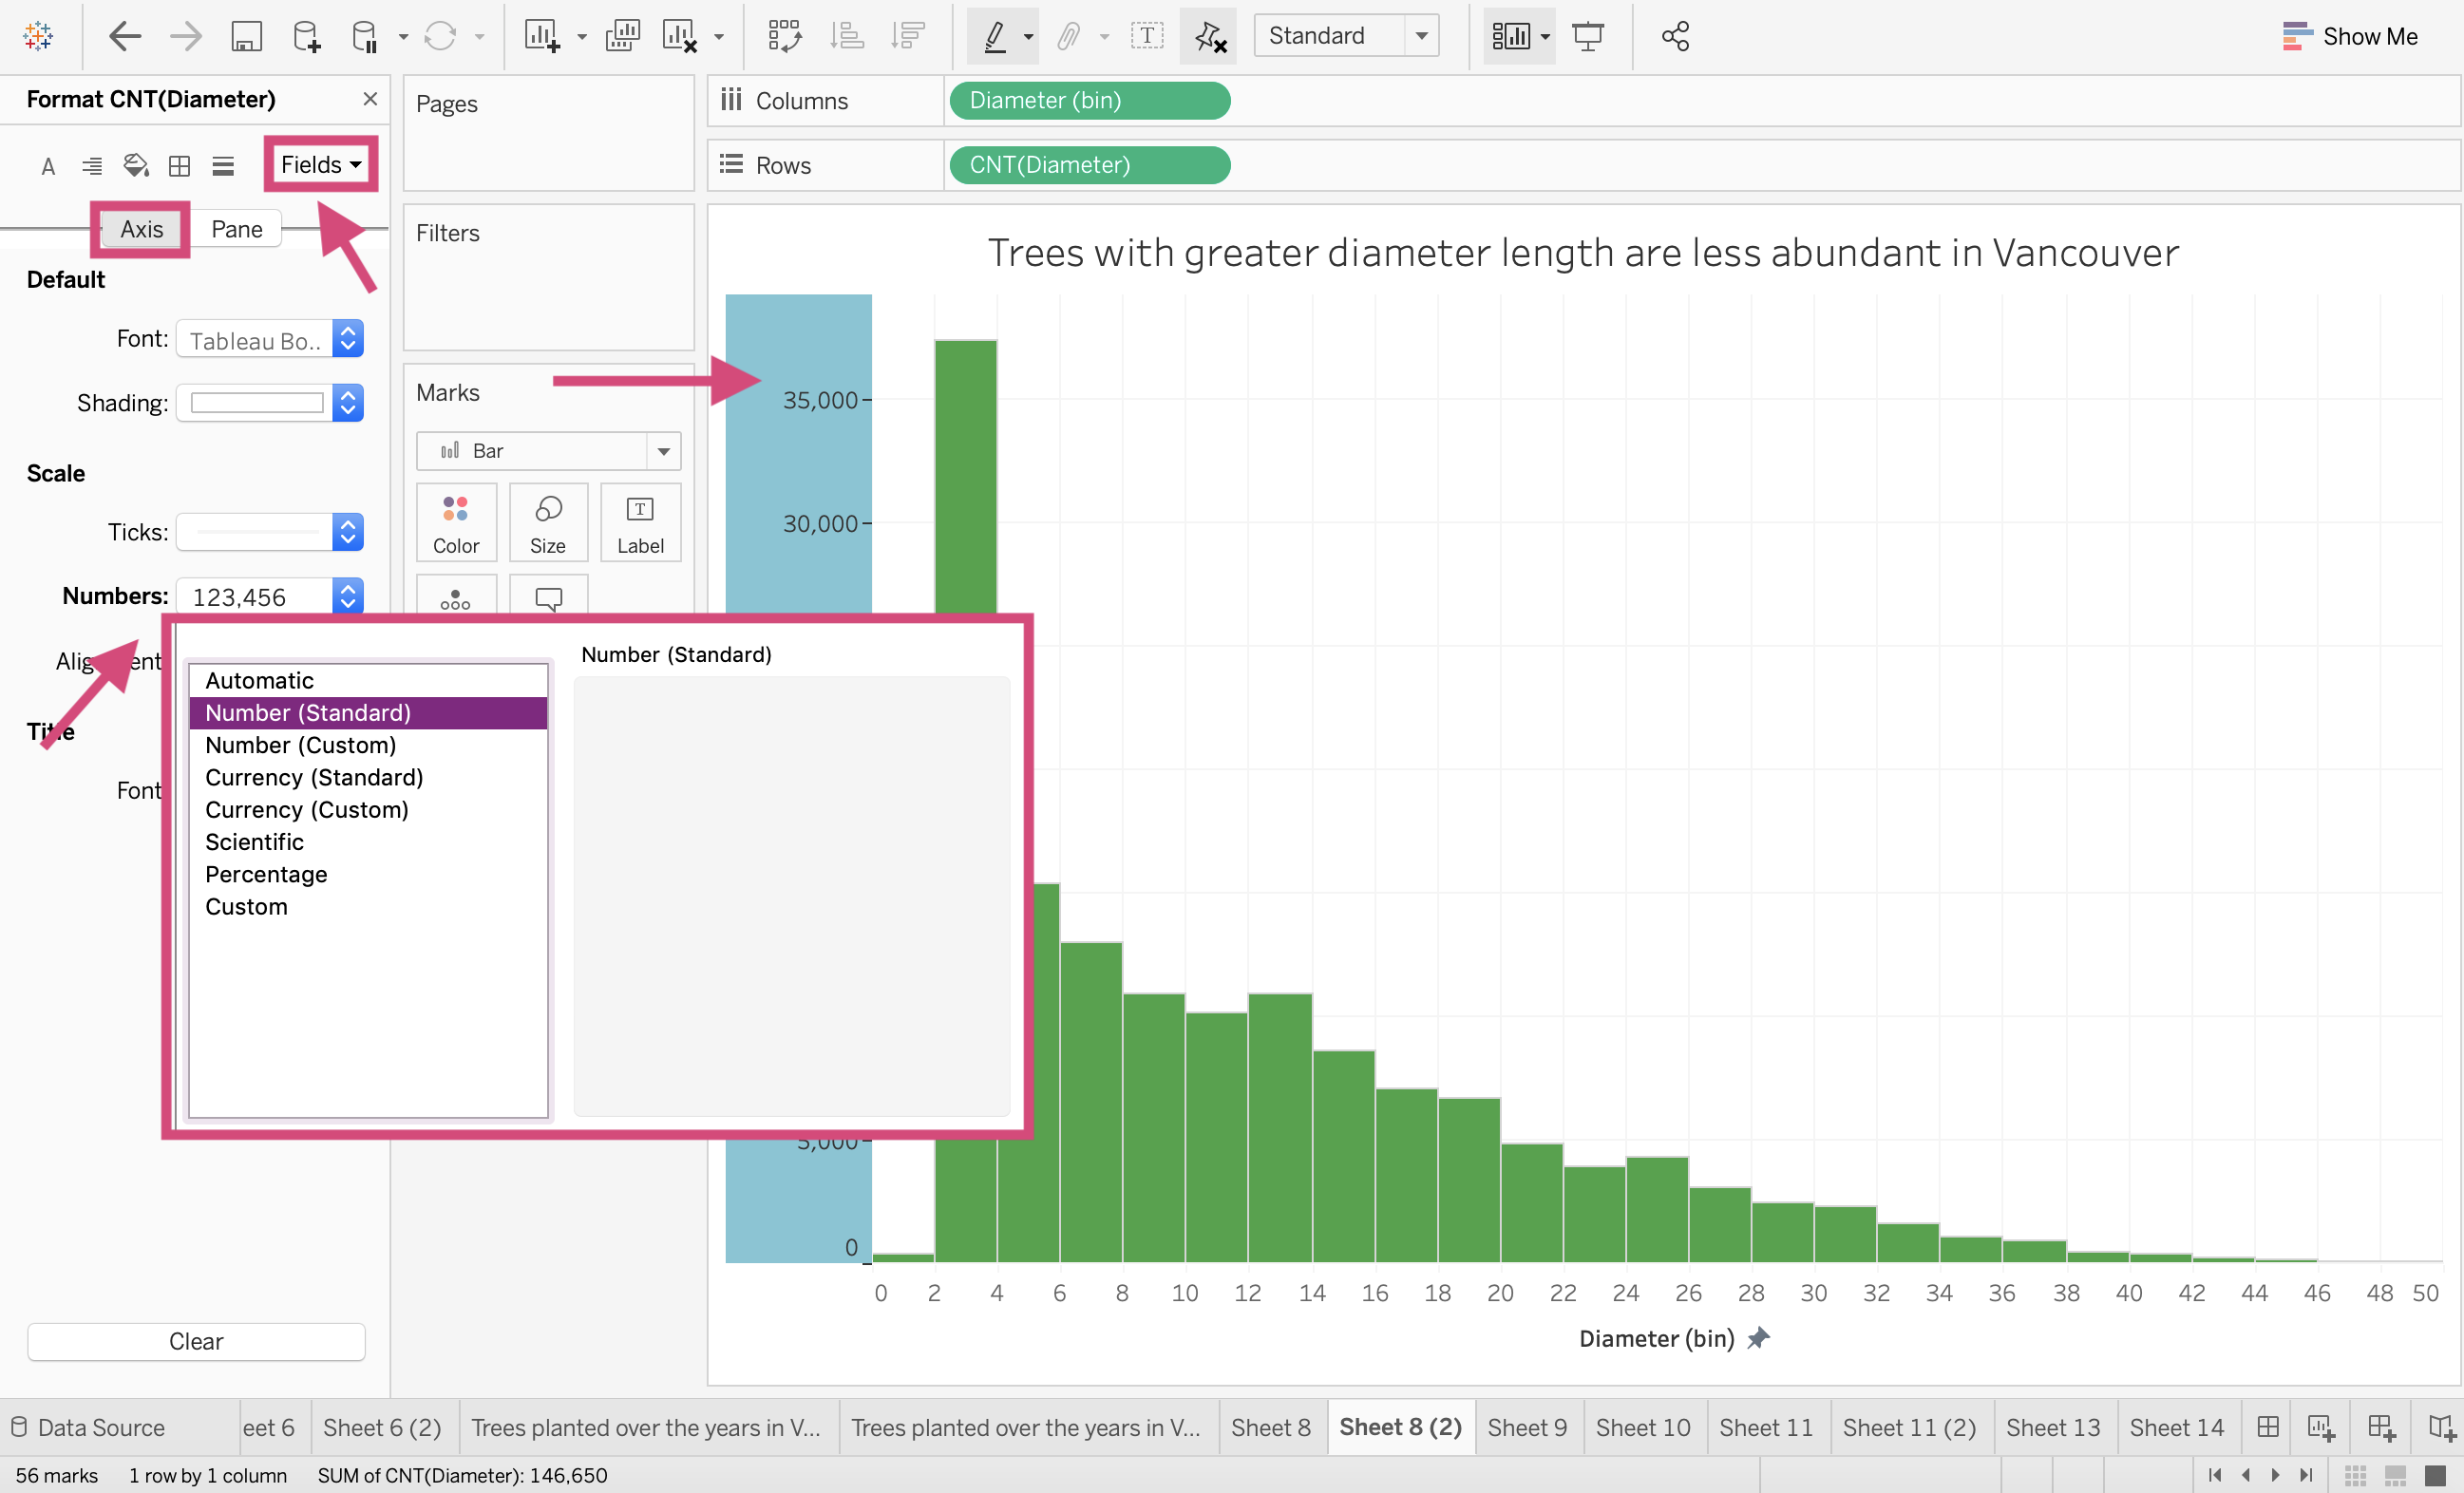 Standard
Show Me
Format CNT(Diameter)
Fields
Axis
Pane
Default
Font:
Tableau Bo..
Shading:
Scale
Ticks:
Numbers:
123,456
Title
Font
Clear
Pages
Filters
Marks
Bar
Color
Size
Label
Automatic
Number (Standard)
Number (Custom)
Currency (Standard)
Currency (Custom)
Scientific
Percentage
Custom
Number (Standard)
Columns
Diameter (bin)
Rows
CNT(Diameter)
Trees with greater diameter length are less abundant in Vancouver
35,000
30,000
5,000
0
0 2 4 6 8 10 12 14 16 18 20 22 24 26 28 30 32 34 36 38 40 42 44 46 48 50
Diameter (bin)
Data Source
eet 6
Sheet 6 (2)
Trees planted over the years in V...
Trees planted over the years in V...
Sheet 8
Sheet 8 (2)
Sheet 9
Sheet 10
Sheet 11
Sheet 11 (2)
Sheet 13
Sheet 14
56 marks
1 row by 1 column
SUM of CNT(Diameter): 146,650